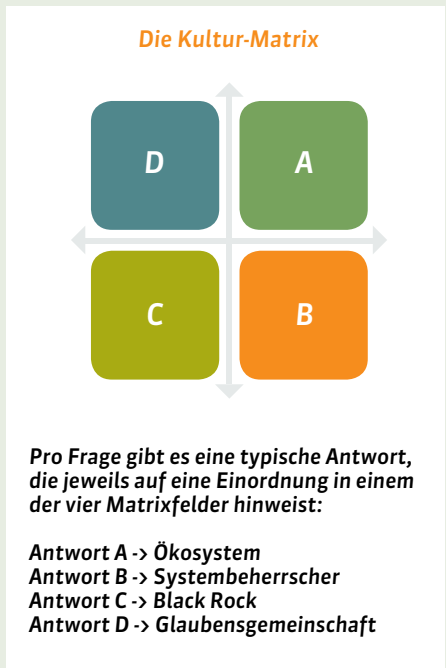 Die Kultur-Matrix
D
A
C
B
Pro Frage gibt es eine typische Antwort,
die jeweils auf eine Einordnung in einem
der vier Matrixfelder hinweist:
Antwort A -> Ökosystem
Antwort B -> Systembeherrscher
Antwort C -> Black Rock
Antwort D -> Glaubensgemeinschaft